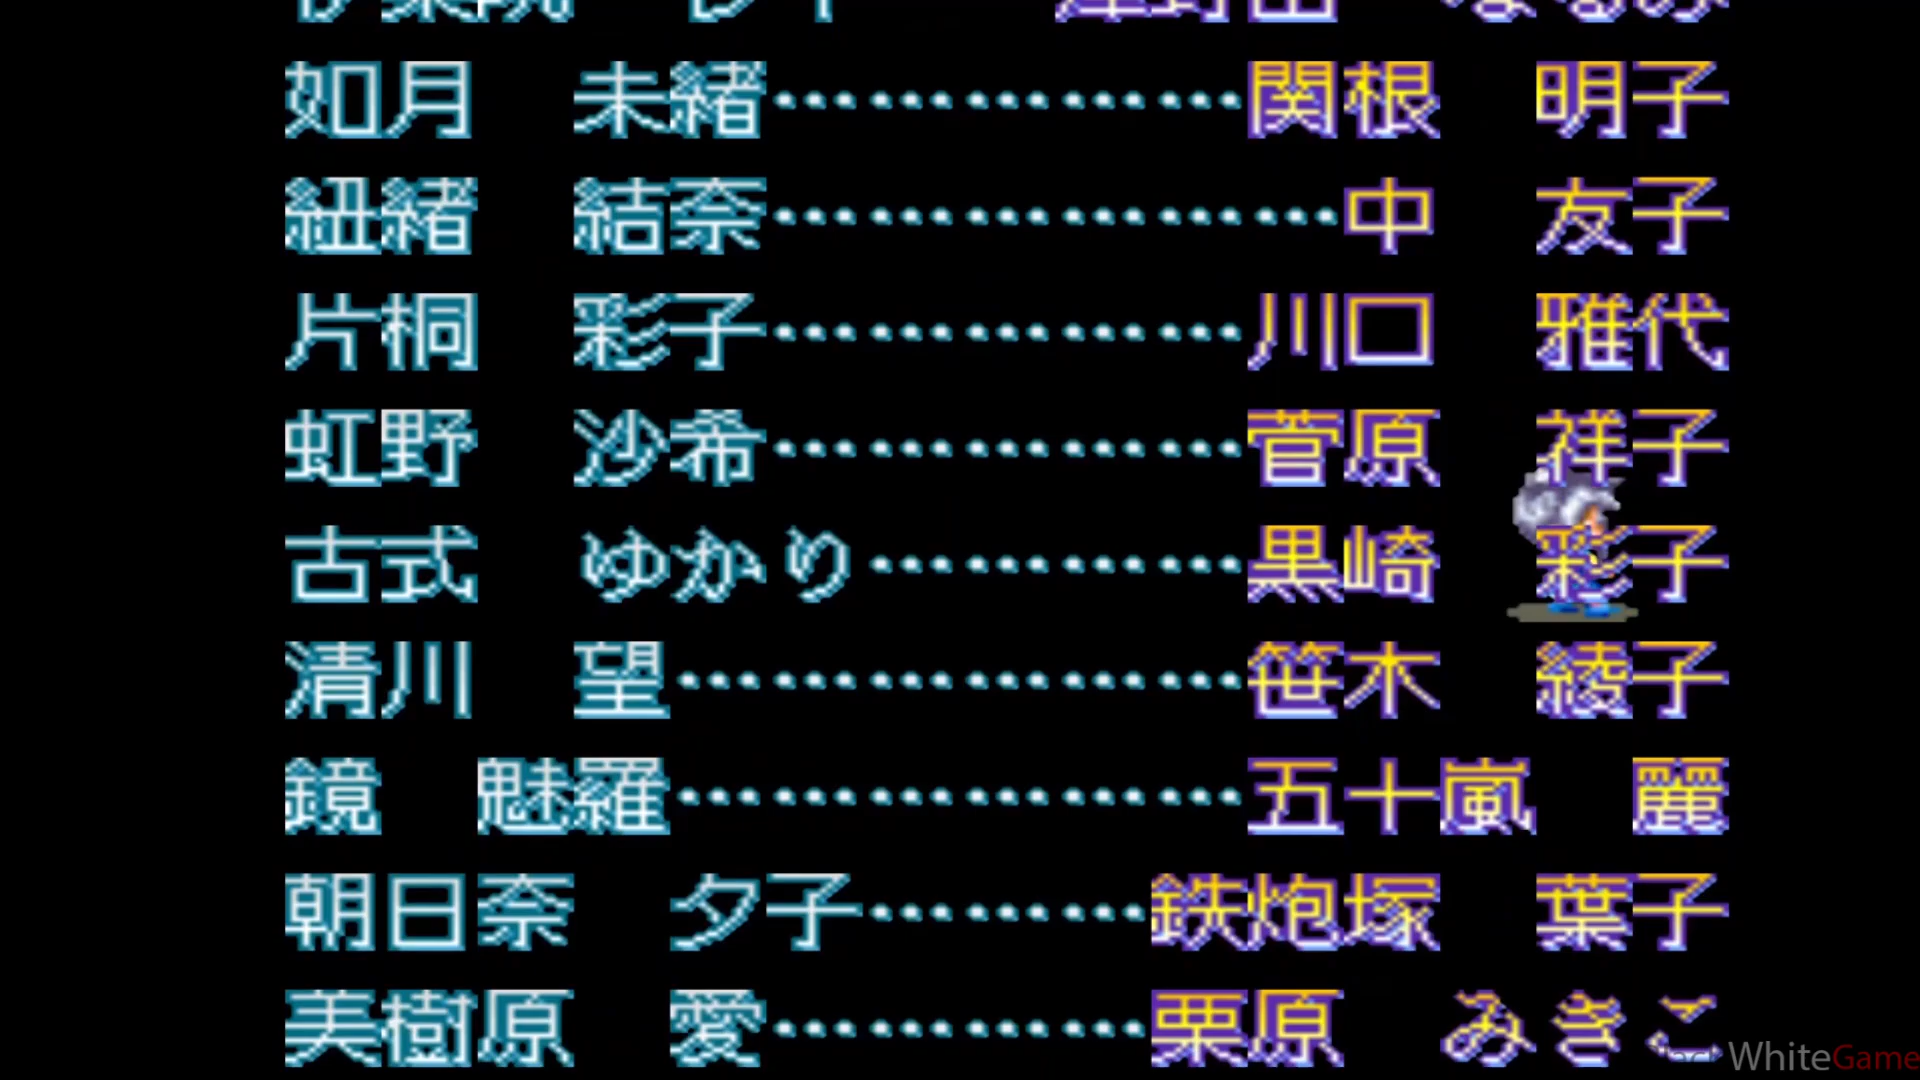 如月 未緒………………関根 明子
紐緒 結奈…………………中 友子
片桐 彩子………………川口 雅代
虹野 沙希………………菅原 祥子
古式 ゆかり……………黒崎 彩子
清川 望…………………笹木 綾子
鏡 魅羅…………………五十嵐 麗
朝日奈 夕子…………鉄炮塚 葉子
美樹原 愛……………栗原 みきこ
WhiteGame